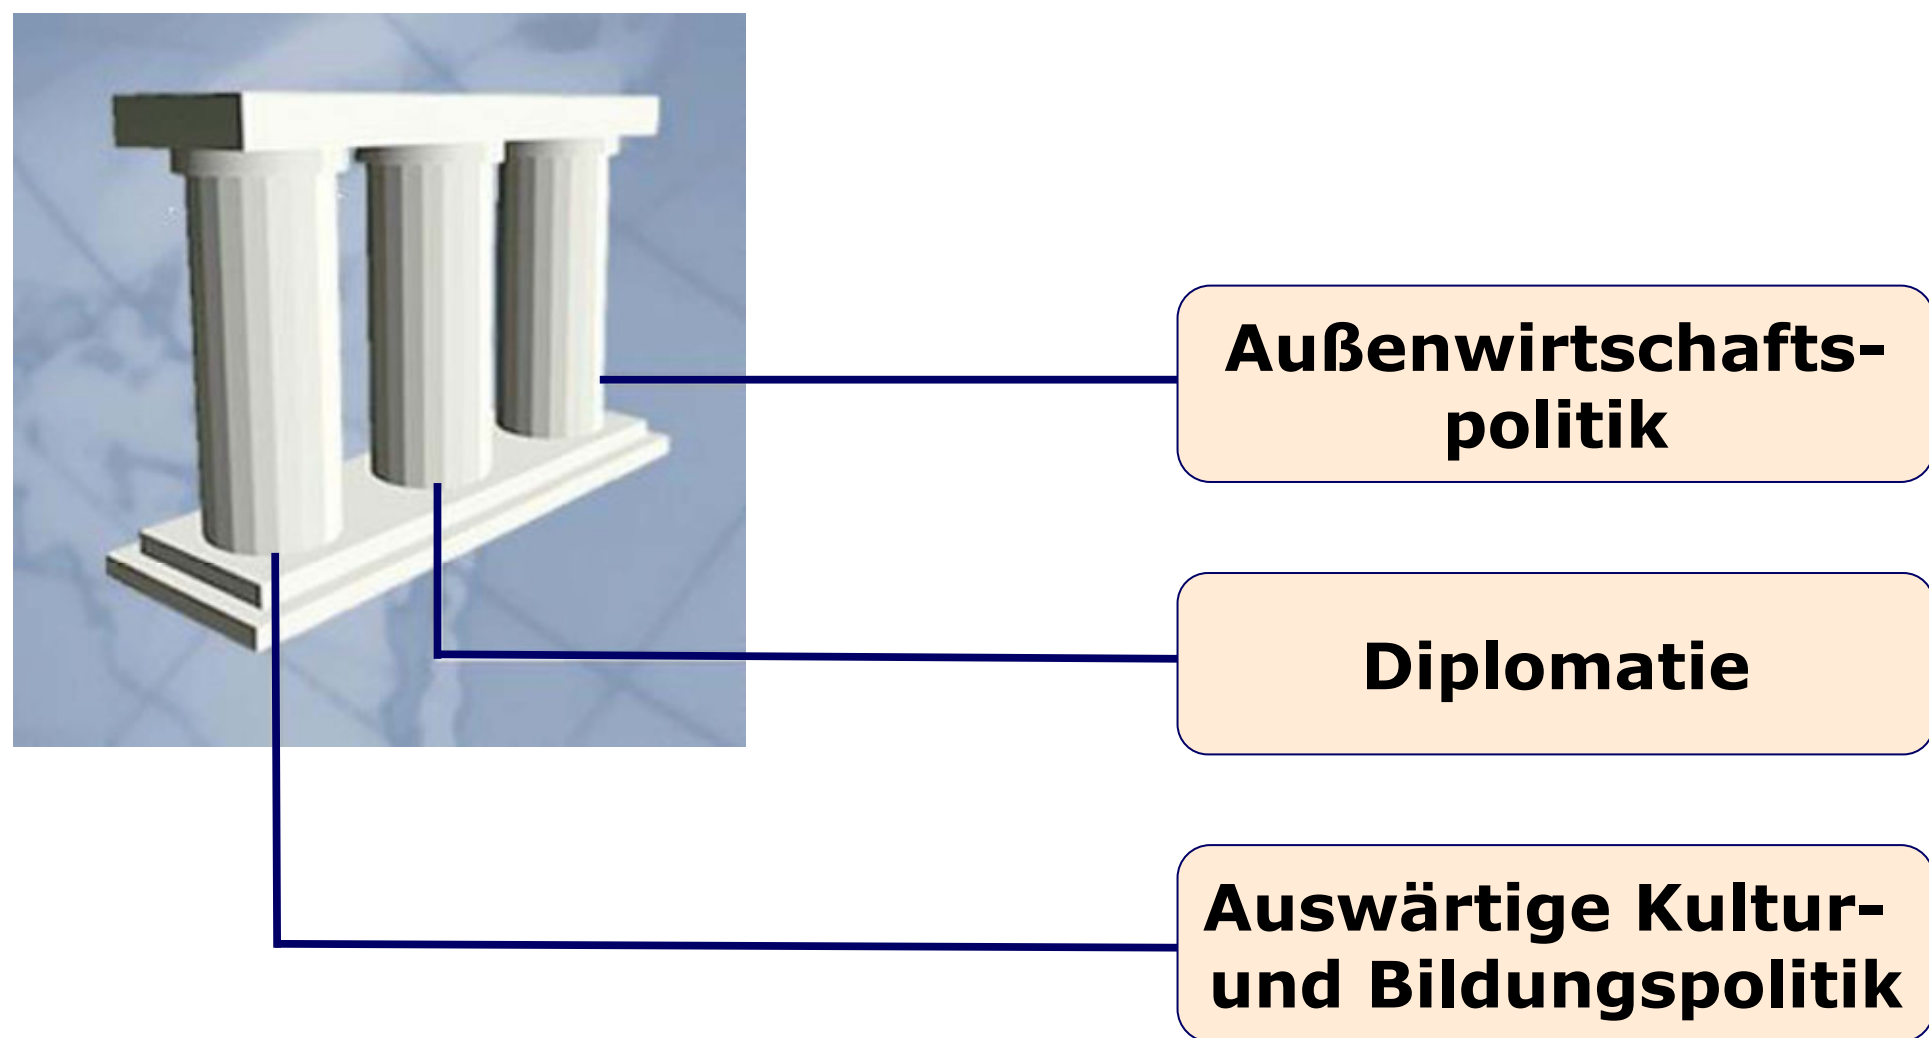 Außenwirtschafts-
politik
Diplomatie
Auswärtige Kultur-
und Bildungspolitik